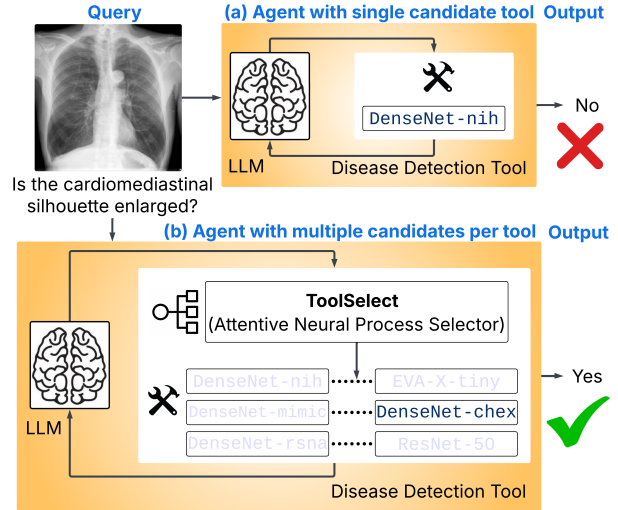 Query
(a) Agent with single candidate tool
Output
DenseNet-nih
LLM
Disease Detection Tool
No
Is the cardiomediastinal
silhouette enlarged?
(b) Agent with multiple candidates per tool
Output
ToolSelect
(Attentive Neural Process Selector)
DenseNet-nih
EVA-X-tiny
DenseNet-mimic
DenseNet-chex
DenseNet-rsna
ResNet-50
LLM
Disease Detection Tool
Yes